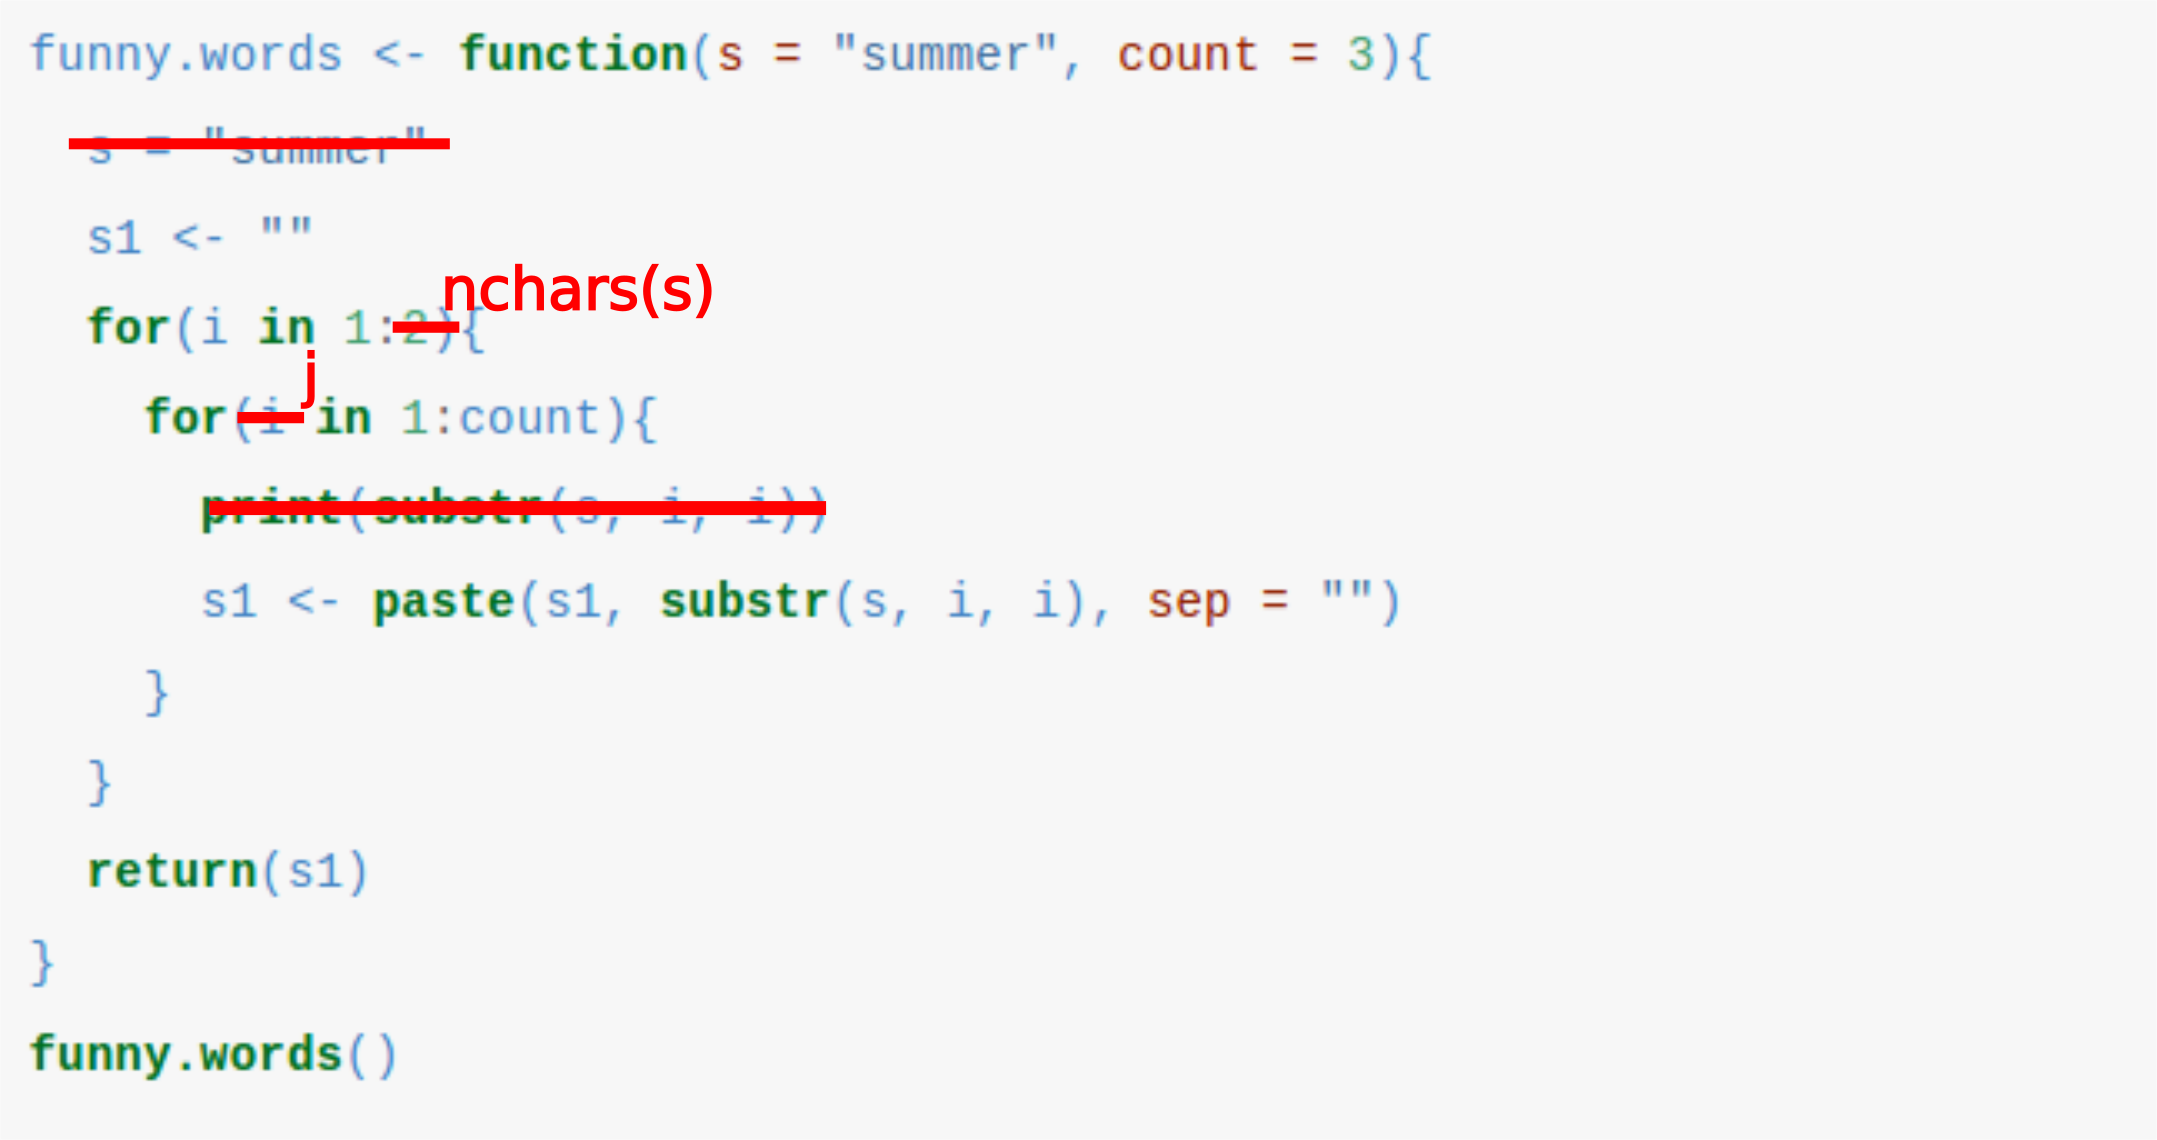 funny.words <- function(s = "summer", count = 3){
s = "summer"
s1 <- ""
nchars(s)
for(i in 1:2){
j
for(i in 1:count){
print(substr(s, i, i))
s1 <- paste(s1, substr(s, i, i), sep = "")
}
}
return(s1)
}
funny.words()